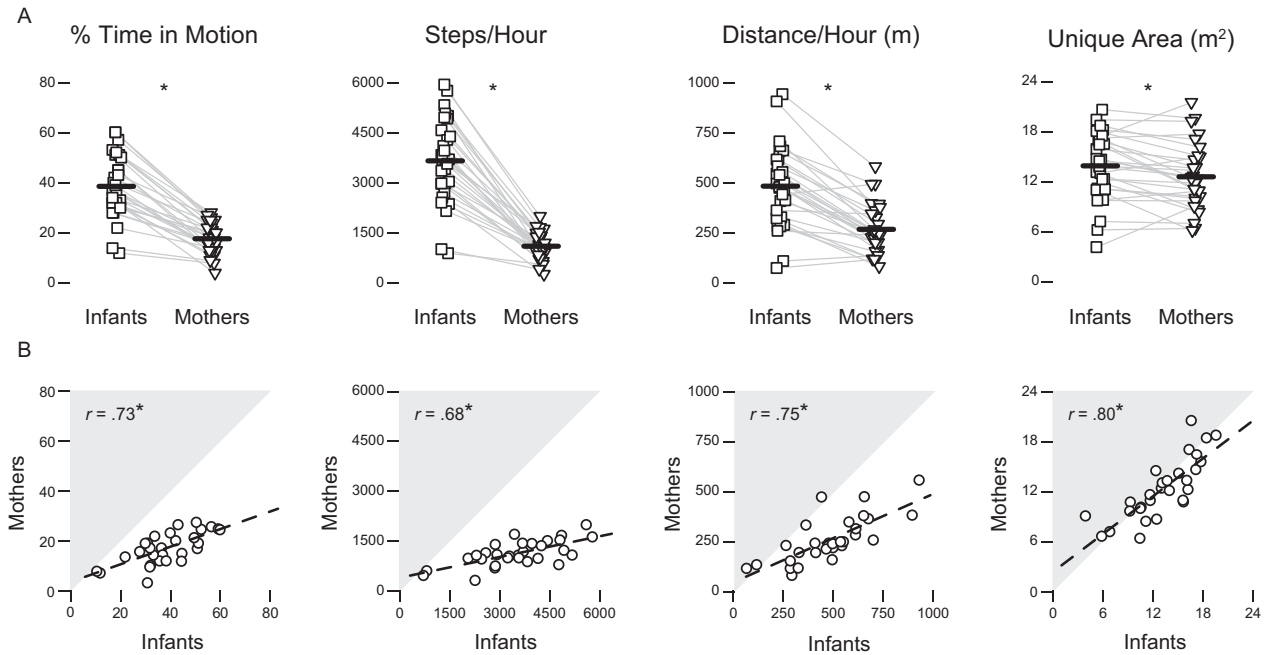 A
% Time in Motion
Steps/Hour
Distance/Hour (m)
Unique Area (m²)
80
60
40
20
0
*
Infants
Mothers
6000
4500
3000
1500
0
*
Infants
Mothers
1000
750
500
250
0
*
Infants
Mothers
24
18
12
6
0
*
Infants
Mothers
B
Mothers
80
60
40
20
0
r = .73*
0 20 40 60 80
Infants
Mothers
6000
4500
3000
1500
0
r = .68*
0 1500 3000 4500 6000
Infants
Mothers
1000
750
500
250
0
r = .75*
0 250 500 750 1000
Infants
Mothers
24
18
12
6
0
r = .80*
0 6 12 18 24
Infants